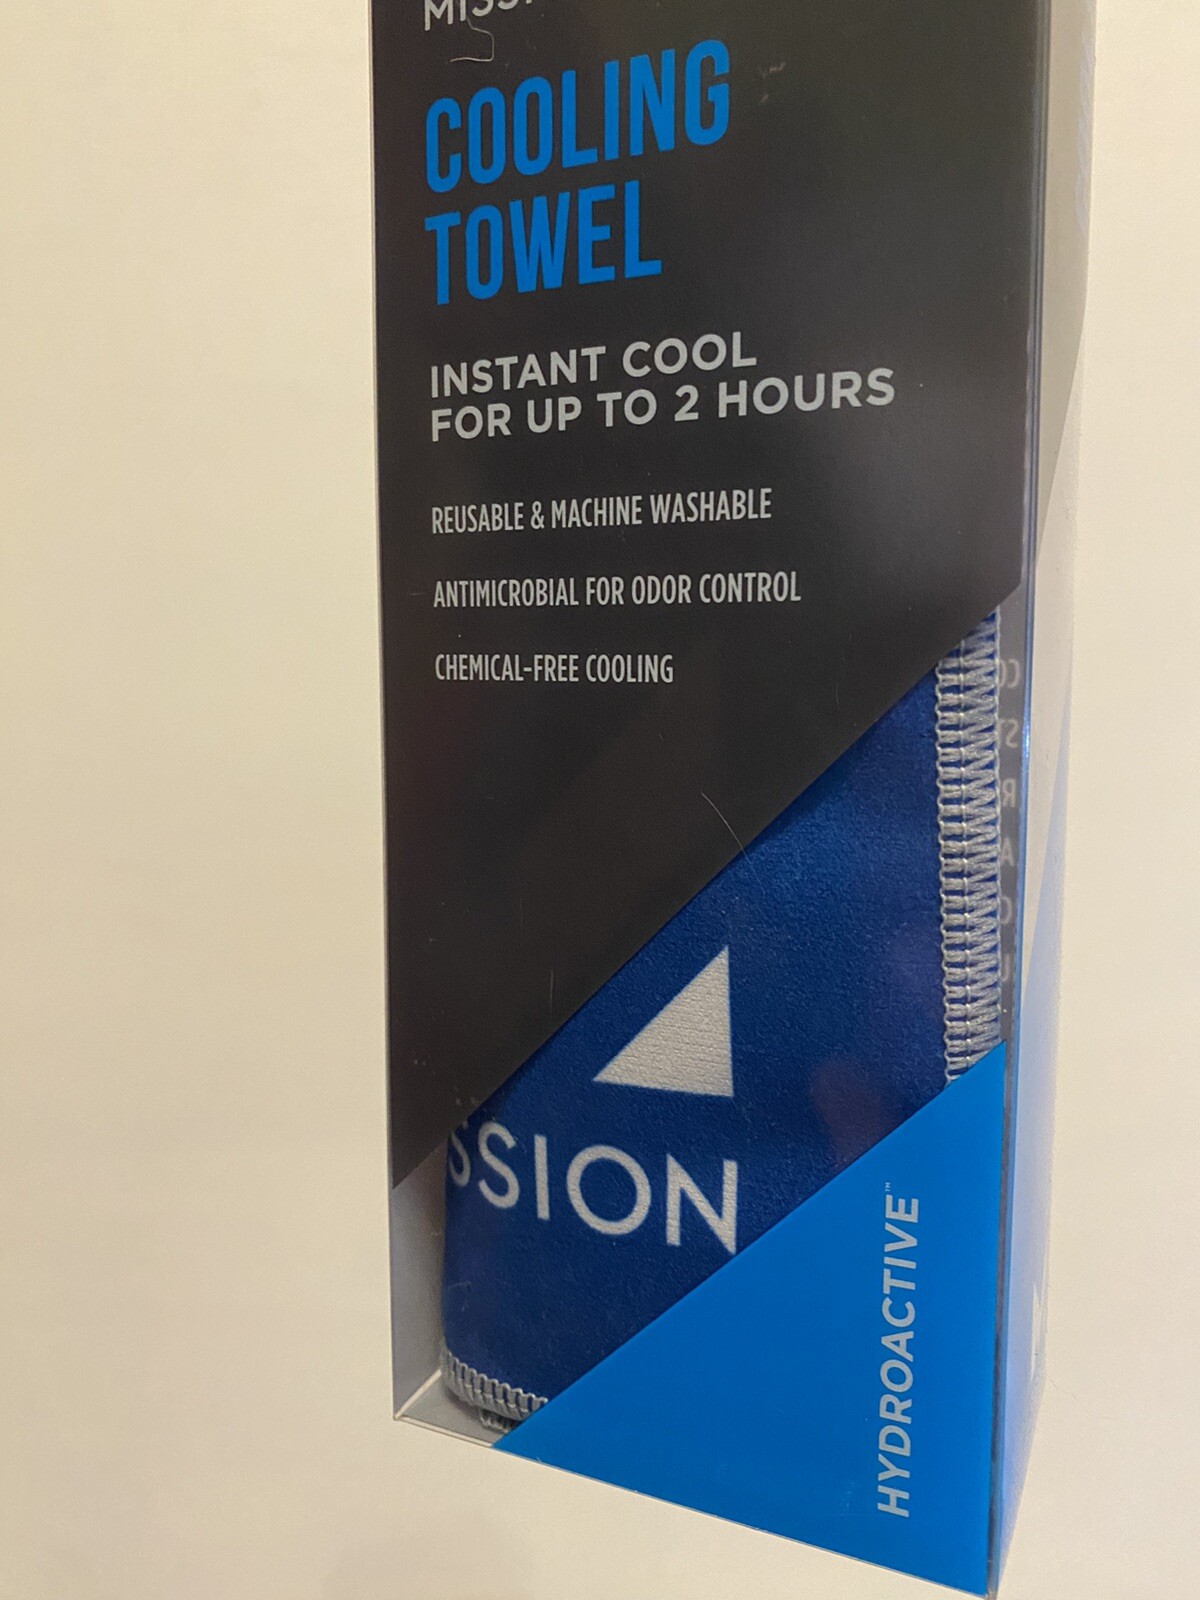 COOLING
TOWEL
INSTANT COOL
FOR UP TO 2 HOURS
REUSABLE & MACHINE WASHABLE
ANTIMICROBIAL FOR ODOR CONTROL
CHEMICAL-FREE COOLING
SSION
HYDROACTIVE™